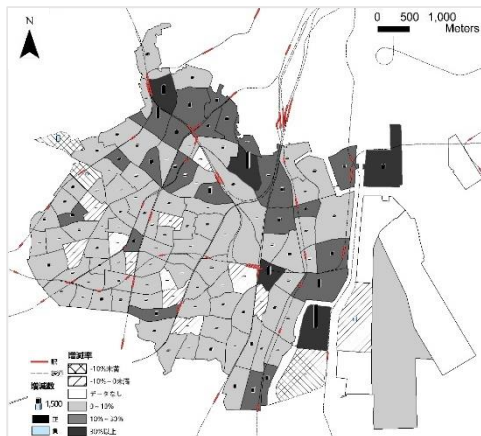 N
0 500 1,000
Meters
駅
増減数
1,500
正
負
増減率
-10%未満
-10%~0未満
データなし
0~10%
10%~30%
30%以上